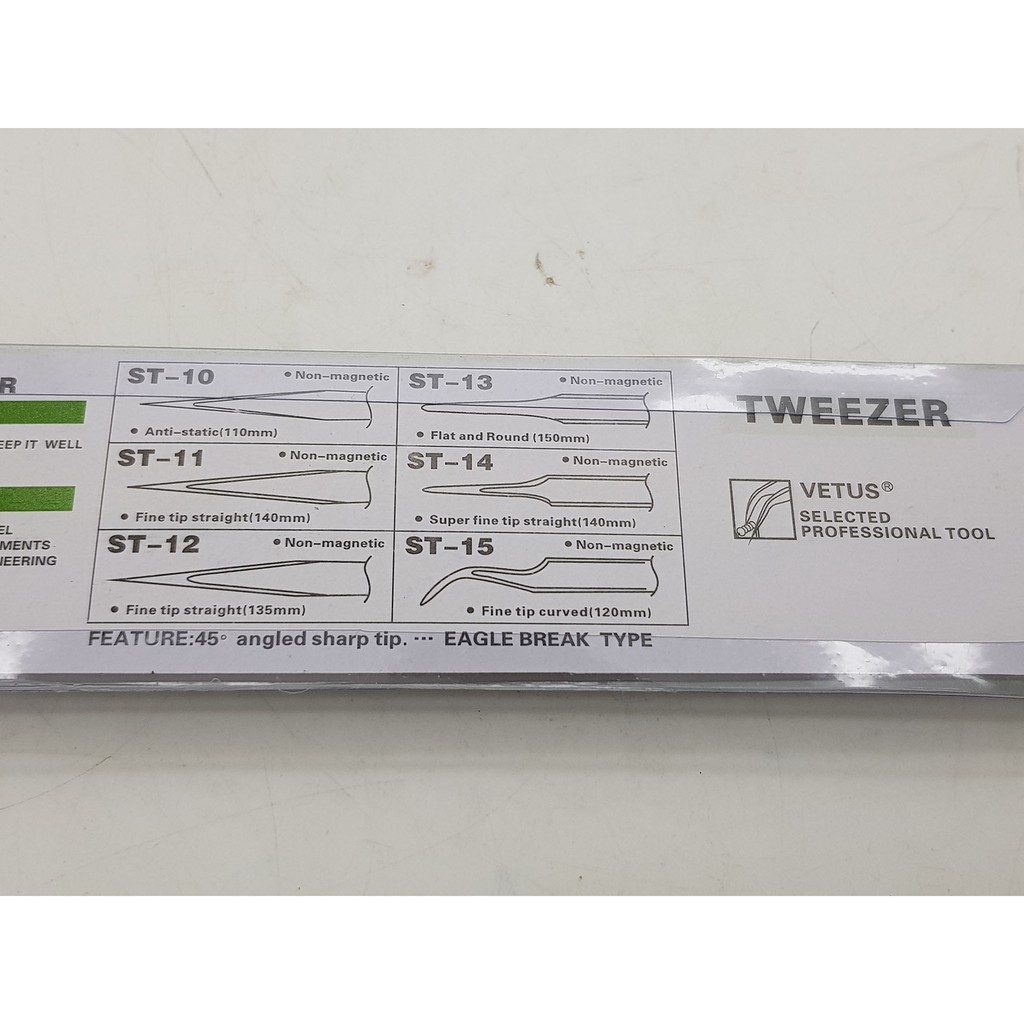 R
EEP IT WELL
EL
MENTS
NEERING
ST-10 • Non-magnetic
• Anti-static(110mm)
ST-11 • Non-magnetic
• Fine tip straight(140mm)
ST-12 • Non-magnetic
• Fine tip straight(135mm)
ST-13 • Non-magnetic
• Flat and Round (150mm)
ST-14 • Non-magnetic
• Super fine tip straight(140mm)
ST-15 • Non-magnetic
• Fine tip curved(120mm)
FEATURE:45° angled sharp tip. ··· EAGLE BREAK TYPE
TWEEZER
VETUS®
SELECTED
PROFESSIONAL TOOL